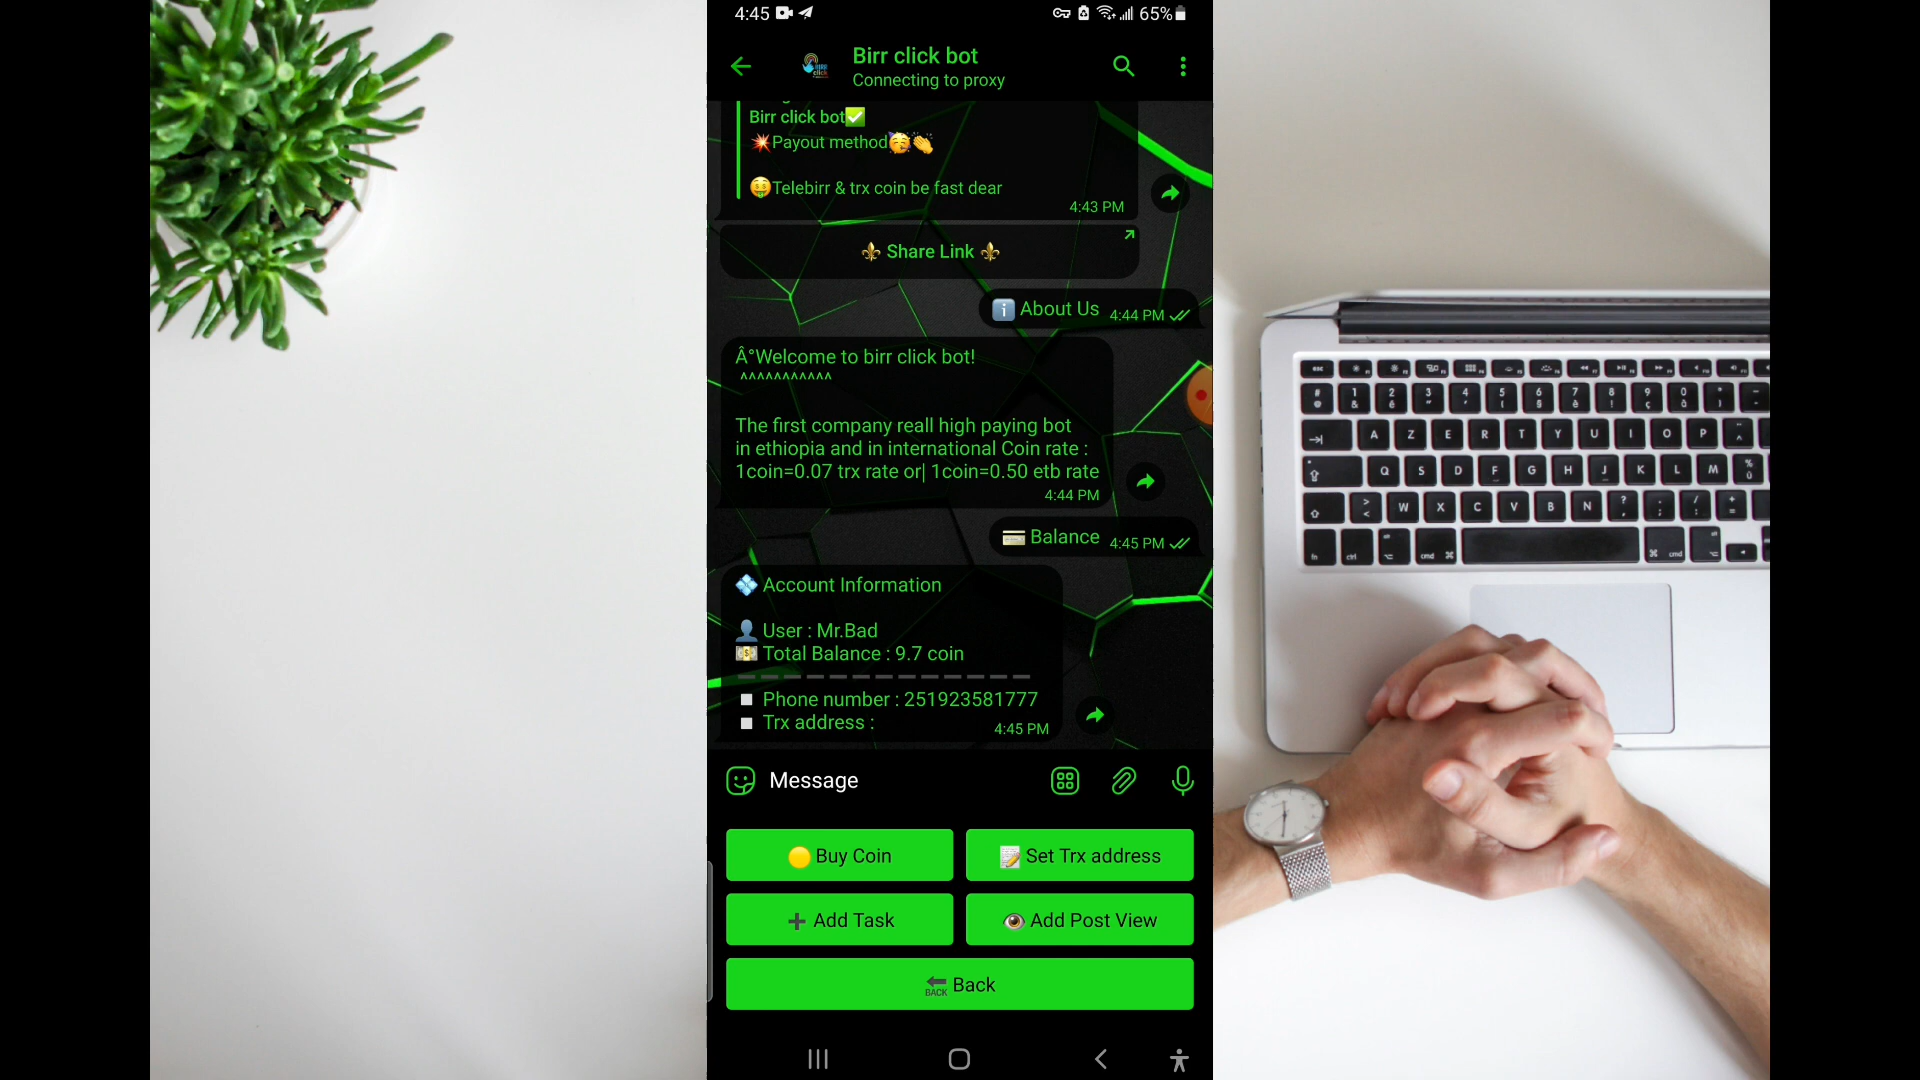 4:45
65%
Birr click bot
Connecting to proxy
Birr click bot✅
💥Payout method🥳👏
🤑Telebirr & trx coin be fast dear
4:43 PM
⚜️ Share Link ⚜️
ℹ️ About Us 4:44 PM
Â°Welcome to birr click bot!
^^^^^^^^^^^
The first company reall high paying bot
in ethiopia and in international Coin rate :
1coin=0.07 trx rate or| 1coin=0.50 etb rate
4:44 PM
💳 Balance 4:45 PM
💠 Account Information
👤 User : Mr.Bad
💵 Total Balance : 9.7 coin
◽ Phone number : 251923581777
◽ Trx address :
4:45 PM
Message
🟡 Buy Coin
📝 Set Trx address
➕ Add Task
👁 Add Post View
🔙 Back